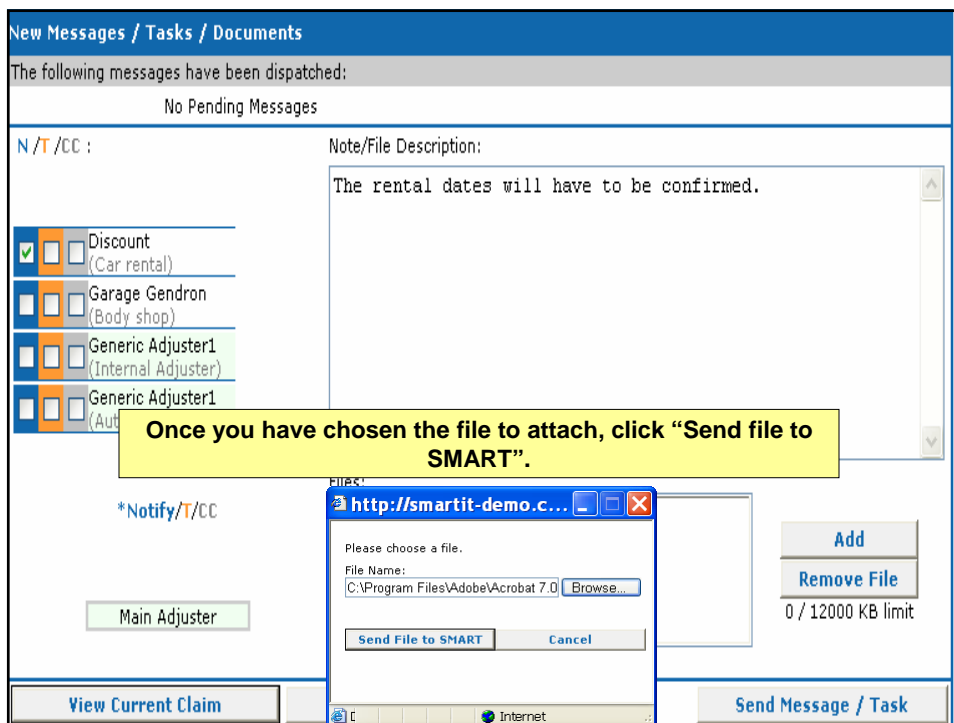 New Messages / Tasks / Documents
The following messages have been dispatched:
No Pending Messages
N /T /CC :
Note/File Description:
The rental dates will have to be confirmed.
Discount
(Car rental)
Garage Gendron
(Body shop)
Generic Adjuster1
(Internal Adjuster)
Generic Adjuster1
Once you have chosen the file to attach, click “Send file to
SMART”.
Files:
*Notify/T/CC
Main Adjuster
http://smartit-demo.c...
Please choose a file.
File Name:
C:\Program Files\Adobe\Acrobat 7.0
Browse...
Send File to SMART
Cancel
Internet
Add
Remove File
0 / 12000 KB limit
View Current Claim
Send Message / Task